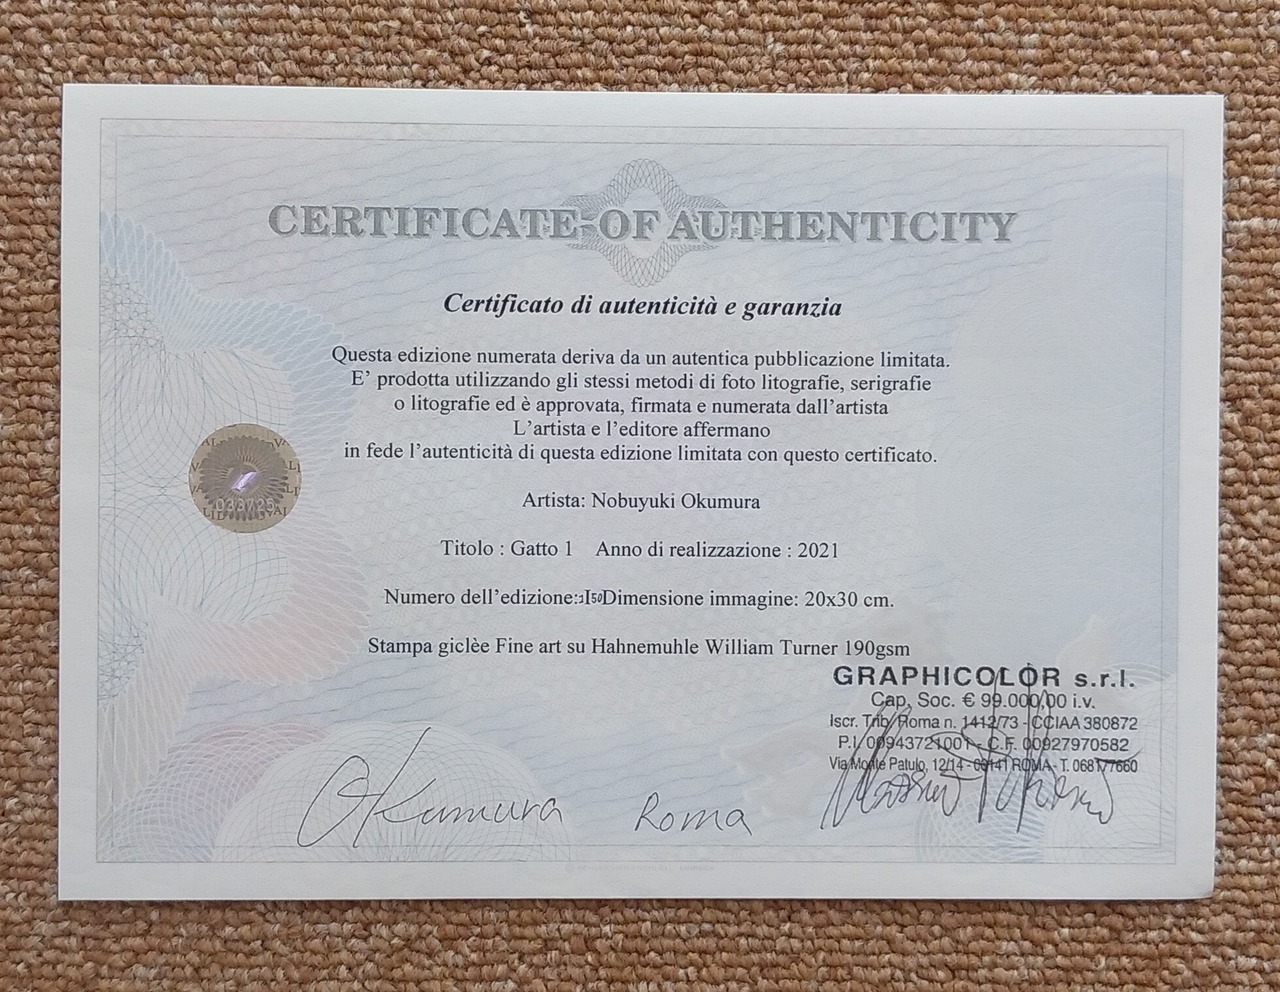 CERTIFICATE OF AUTHENTICITY
Certificato di autenticità e garanzia
Questa edizione numerata deriva da un autentica pubblicazione limitata.
E' prodotta utilizzando gli stessi metodi di foto litografie, serigrafie
o litografie ed è approvata, firmata e numerata dall'artista
L'artista e l'editore affermano
in fede l'autenticità di questa edizione limitata con questo certificato.
Artista: Nobuyuki Okumura
Titolo : Gatto 1 Anno di realizzazione : 2021
Numero dell'edizione: Dimensione immagine: 20x30 cm.
Stampa giclèe Fine art su Hahnemuhle William Turner 190gsm
GRAPHICOLOR s.r.l.
Cap. Soc. € 99.000,00 i.v.
Iscr. Trib. Roma n. 1412/73 - CCIAA 380872
P.I. 00943721001 - C.F. 00927970582
Via Monte Patulo, 12/14 - 00141 ROMA - T. 068177660
Okumura Roma